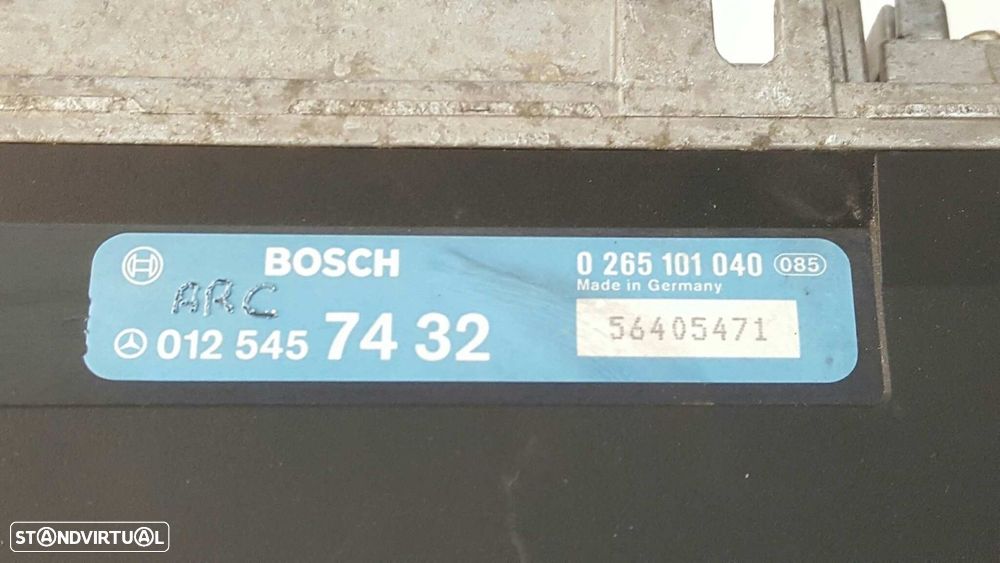 BOSCH
0 265 101 040 085
Made in Germany
ARC
012 545 74 32
56405471
STANDVIRTUAL